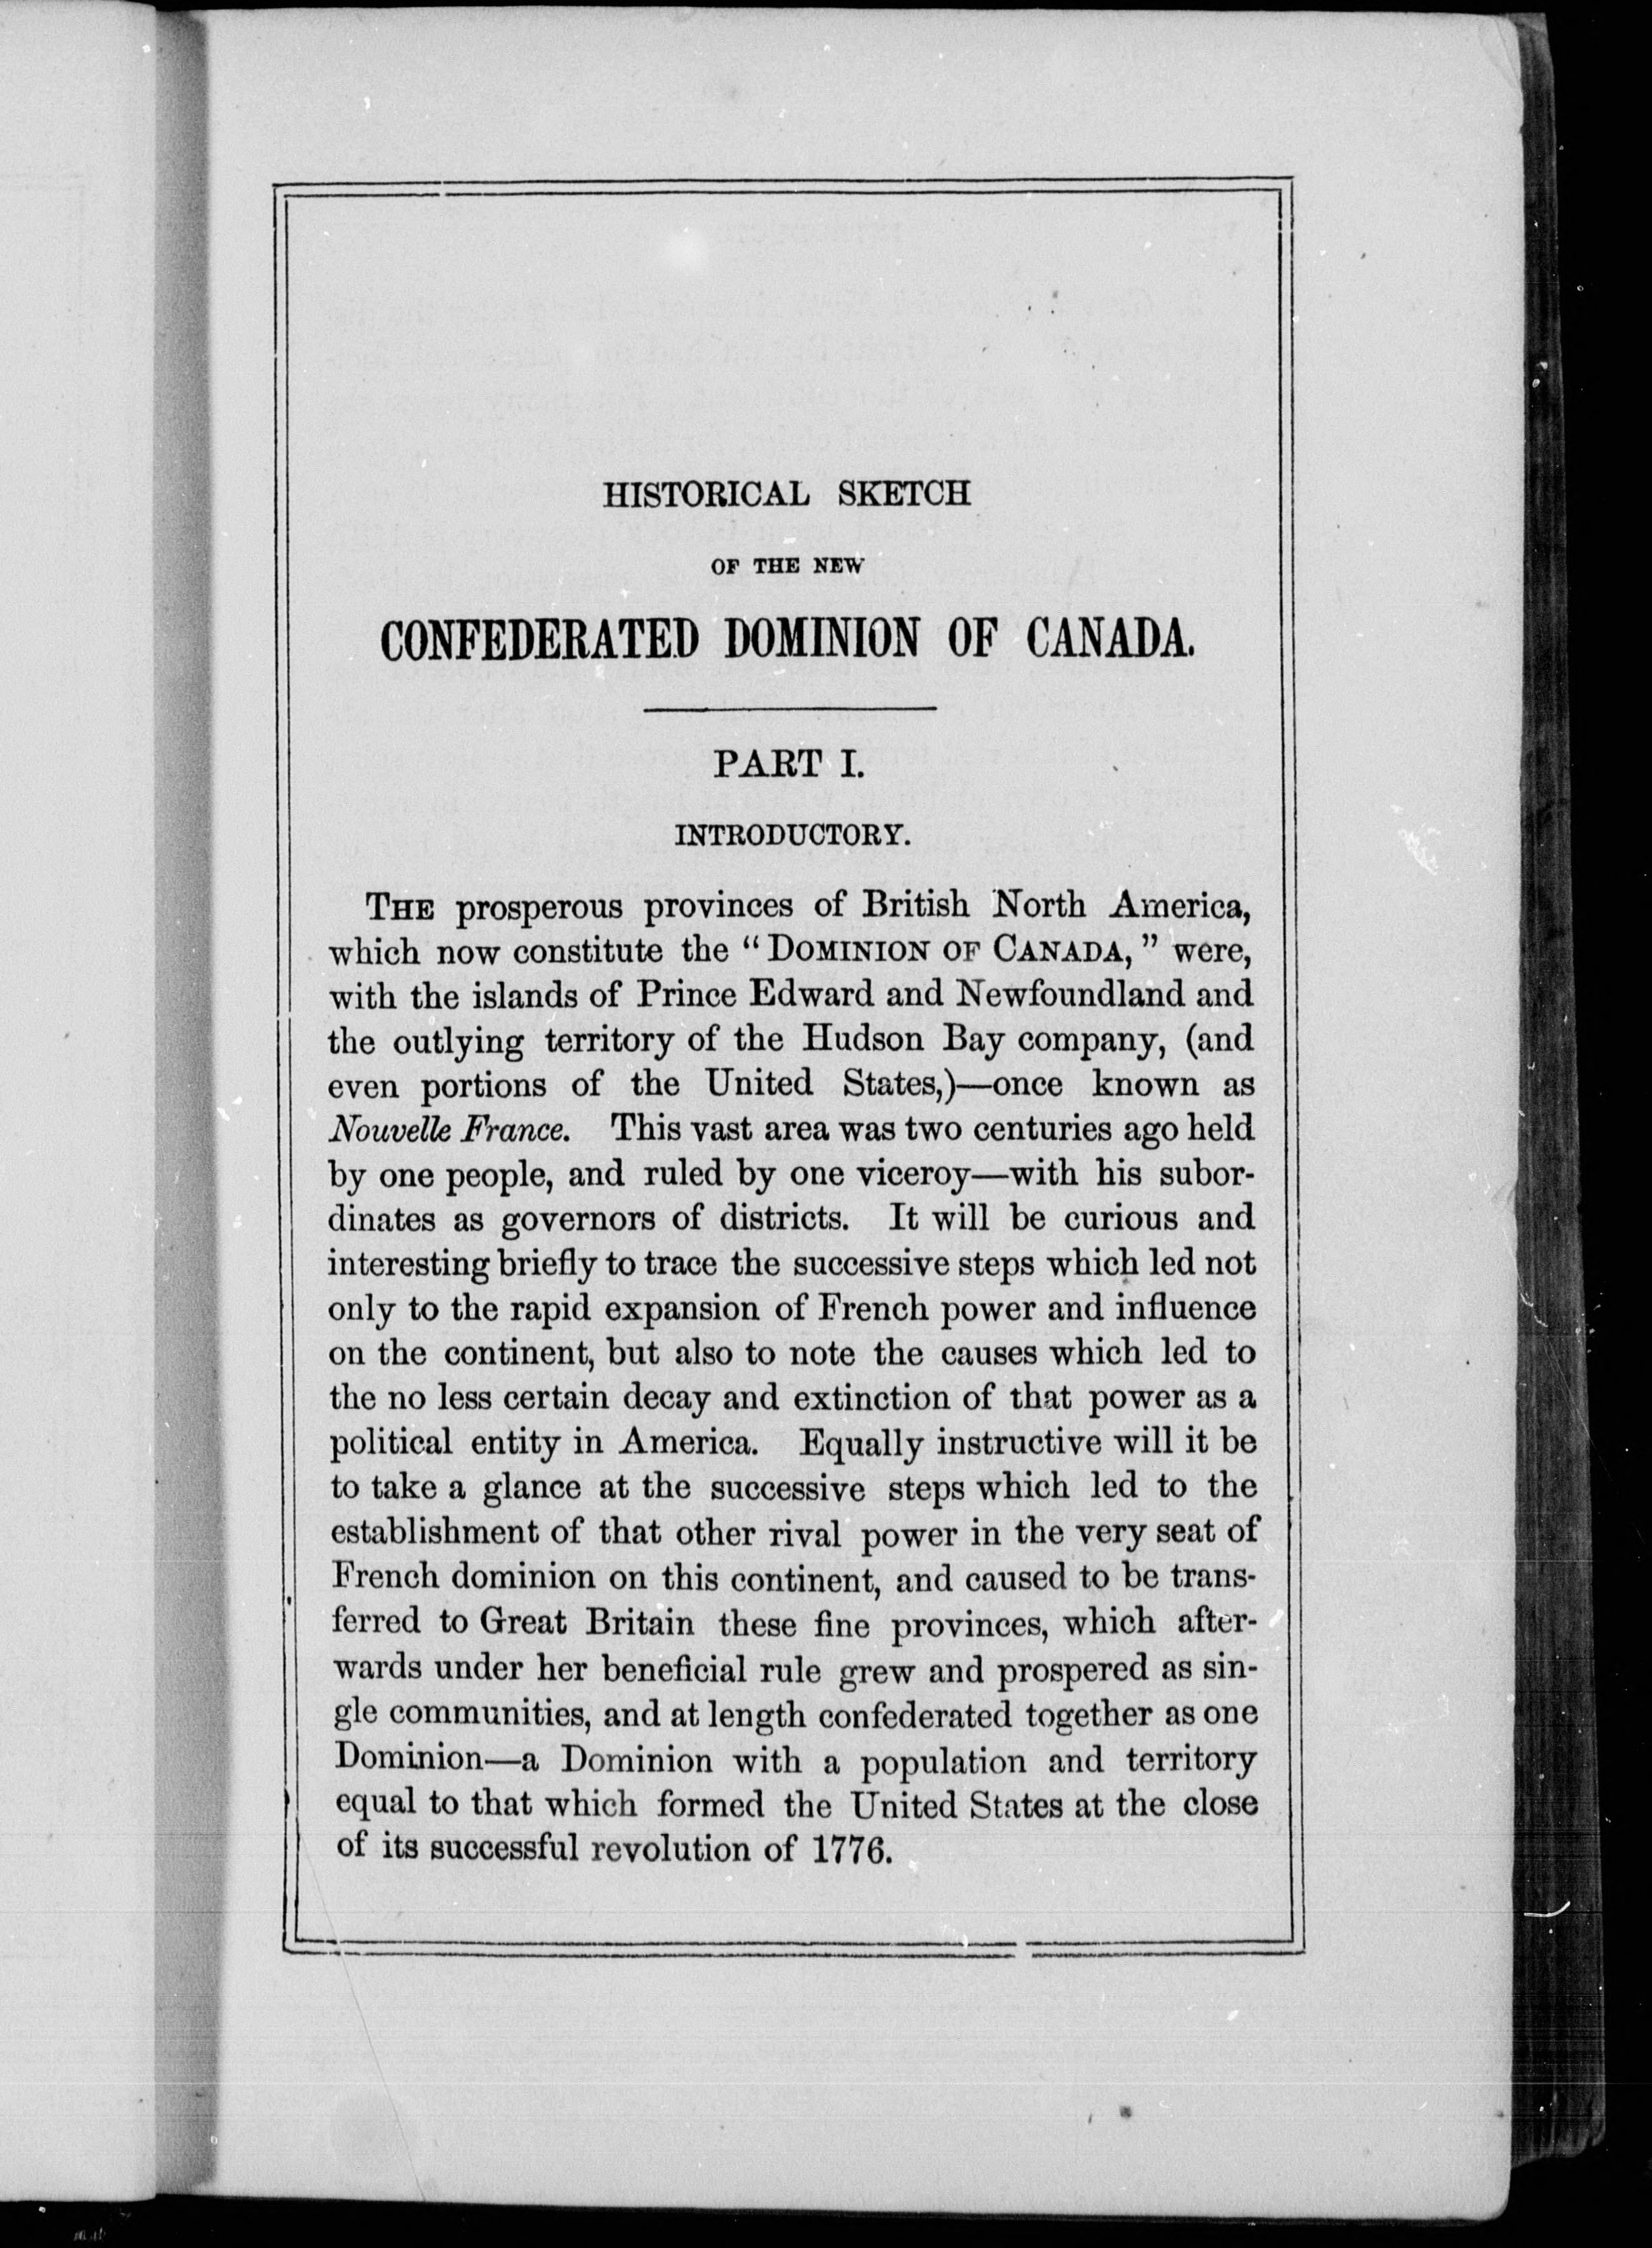 HISTORICAL SKETCH
OF THE NEW
CONFEDERATED DOMINION OF CANADA.
PART I.
INTRODUCTORY.
THE prosperous provinces of British North America,
which now constitute the “DOMINION OF CANADA,” were,
with the islands of Prince Edward and Newfoundland and
the outlying territory of the Hudson Bay company, (and
even portions of the United States,)—once known as
Nouvelle France. This vast area was two centuries ago held
by one people, and ruled by one viceroy—with his subor-
dinates as governors of districts. It will be curious and
interesting briefly to trace the successive steps which led not
only to the rapid expansion of French power and influence
on the continent, but also to note the causes which led to
the no less certain decay and extinction of that power as a
political entity in America. Equally instructive will it be
to take a glance at the successive steps which led to the
establishment of that other rival power in the very seat of
French dominion on this continent, and caused to be trans-
ferred to Great Britain these fine provinces, which after-
wards under her beneficial rule grew and prospered as sin-
gle communities, and at length confederated together as one
Dominion—a Dominion with a population and territory
equal to that which formed the United States at the close
of its successful revolution of 1776.